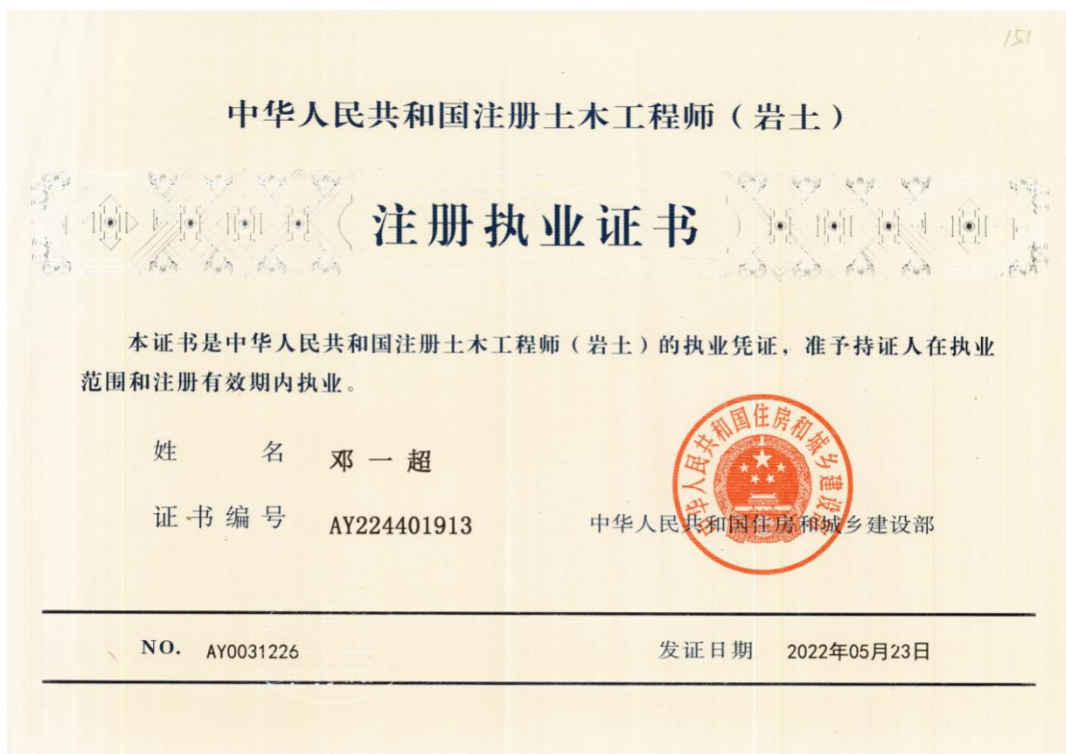 151
中华人民共和国注册土木工程师（岩土）
注册执业证书
本证书是中华人民共和国注册土木工程师（岩土）的执业凭证，准予持证人在执业
范围和注册有效期内执业。
姓 名 邓一超
证书编号 AY224401913
中华人民共和国住房和城乡建设部
中华人民共和国住房和城乡建设部
NO. AY0031226
发证日期 2022年05月23日